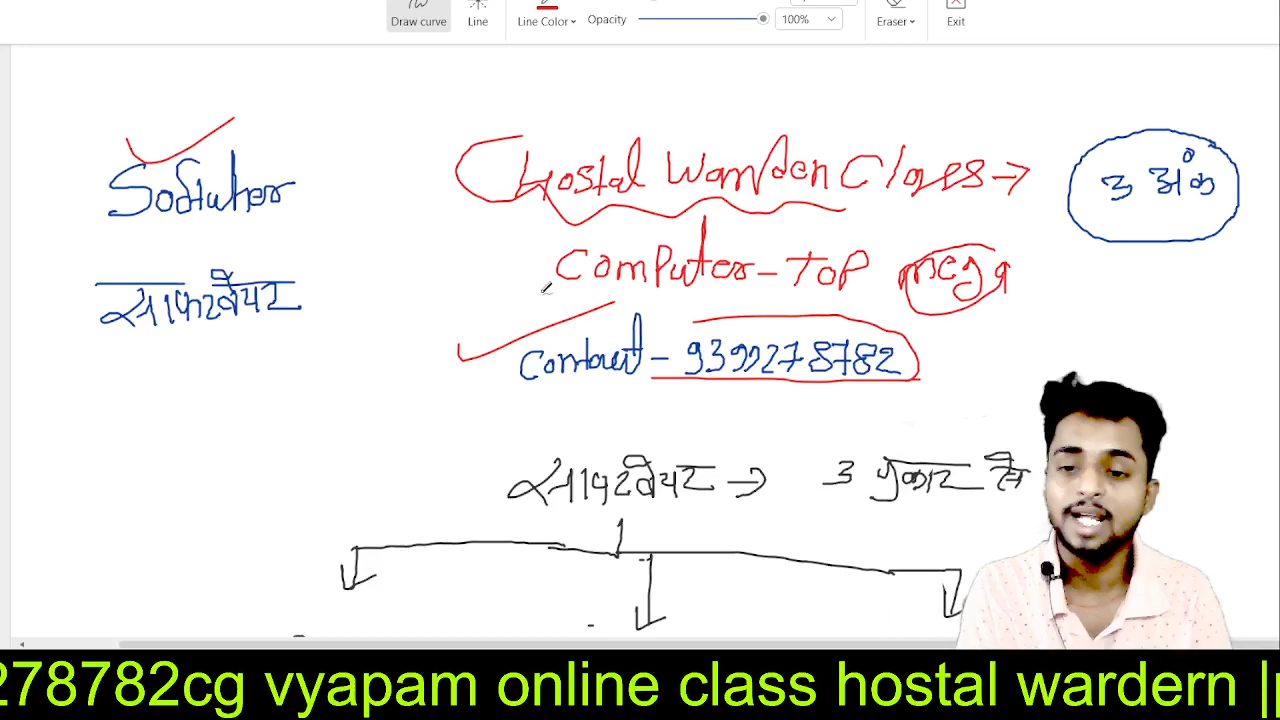 Draw curve Line Line Color Opacity 100% Eraser Exit
Hostal Warden Class →
3 अंक
सॉफ्टवेयर
Computer - TOP mega
Contact - 9399278782
साफ्टवेयर → 3 प्रकार
278782cg vyapam online class hostal wardern |